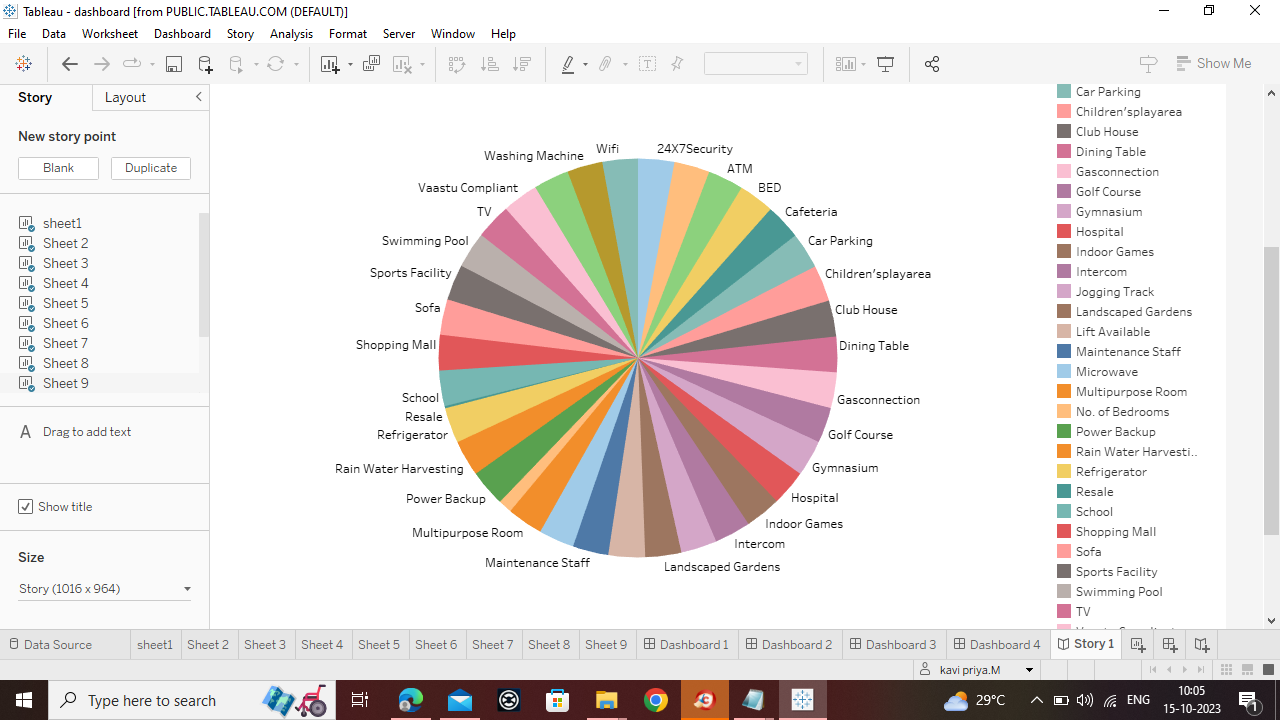 Tableau - dashboard [from PUBLIC.TABLEAU.COM (DEFAULT)]
File Data Worksheet Dashboard Story Analysis Format Server Window Help
Show Me
Story Layout
New story point
Blank Duplicate
sheet1
Sheet 2
Sheet 3
Sheet 4
Sheet 5
Sheet 6
Sheet 7
Sheet 8
Sheet 9
A Drag to add text
Show title
Size
Story (1016 x 964)
Wifi
24X7Security
Washing Machine
ATM
Vaastu Compliant
BED
TV
Cafeteria
Swimming Pool
Car Parking
Sports Facility
Children'splayarea
Sofa
Club House
Shopping Mall
Dining Table
School
Gasconnection
Resale
Refrigerator
Golf Course
Rain Water Harvesting
Gymnasium
Power Backup
Hospital
Multipurpose Room
Indoor Games
Intercom
Maintenance Staff
Landscaped Gardens
Car Parking
Children'splayarea
Club House
Dining Table
Gasconnection
Golf Course
Gymnasium
Hospital
Indoor Games
Intercom
Jogging Track
Landscaped Gardens
Lift Available
Maintenance Staff
Microwave
Multipurpose Room
No. of Bedrooms
Power Backup
Rain Water Harvesti..
Refrigerator
Resale
School
Shopping Mall
Sofa
Sports Facility
Swimming Pool
TV
Data Source sheet1 Sheet 2 Sheet 3 Sheet 4 Sheet 5 Sheet 6 Sheet 7 Sheet 8 Sheet 9 Dashboard 1 Dashboard 2 Dashboard 3 Dashboard 4 Story 1
kavi priya.M
Type here to search
29°C
ENG
10:05
15-10-2023
1